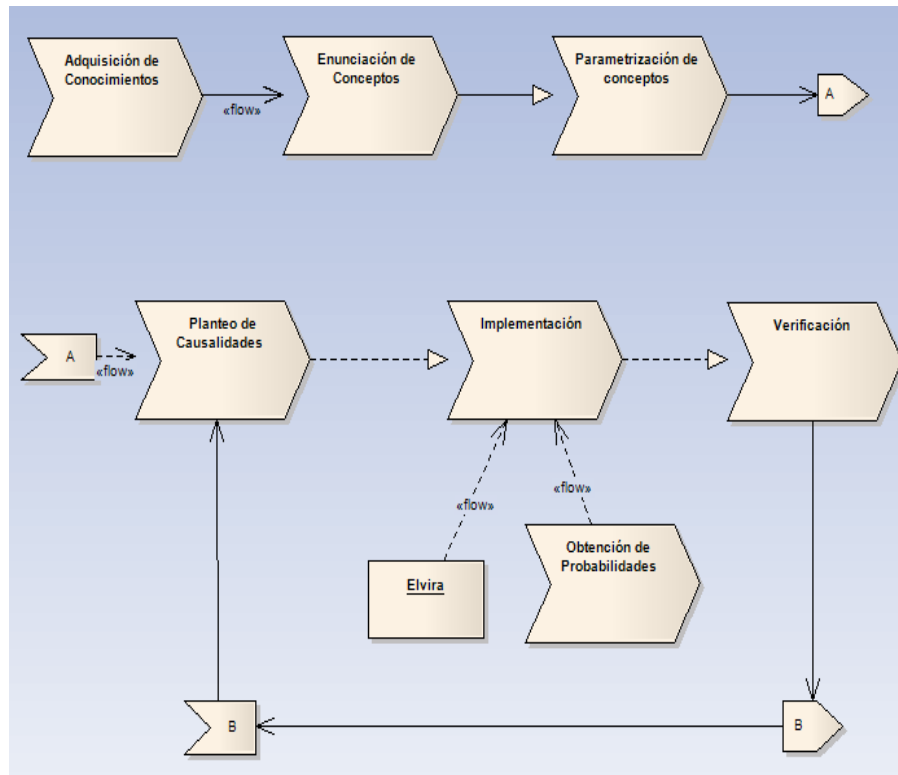 Adquisición de
Conocimientos
«flow»
Enunciación de
Conceptos
Parametrización de
conceptos
A
A
«flow»
Planteo de
Causalidades
Implementación
Verificación
«flow»
«flow»
Elvira
Obtención de
Probabilidades
B
B